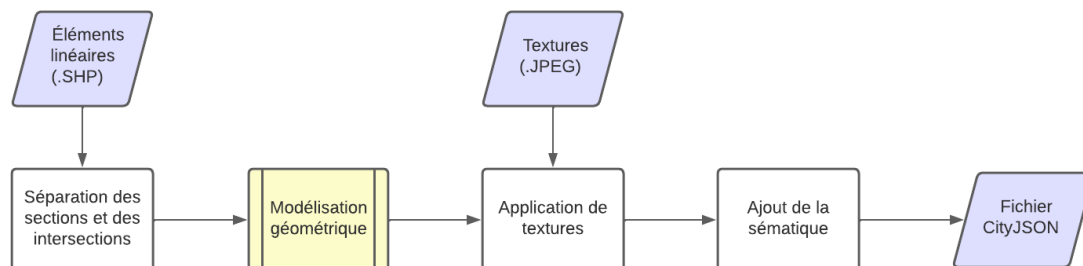 Éléments
linéaires
(.SHP)
Textures
(.JPEG)
Séparation des
sections et des
intersections
Modélisation
géométrique
Application de
textures
Ajout de la
sématique
Fichier
CityJSON